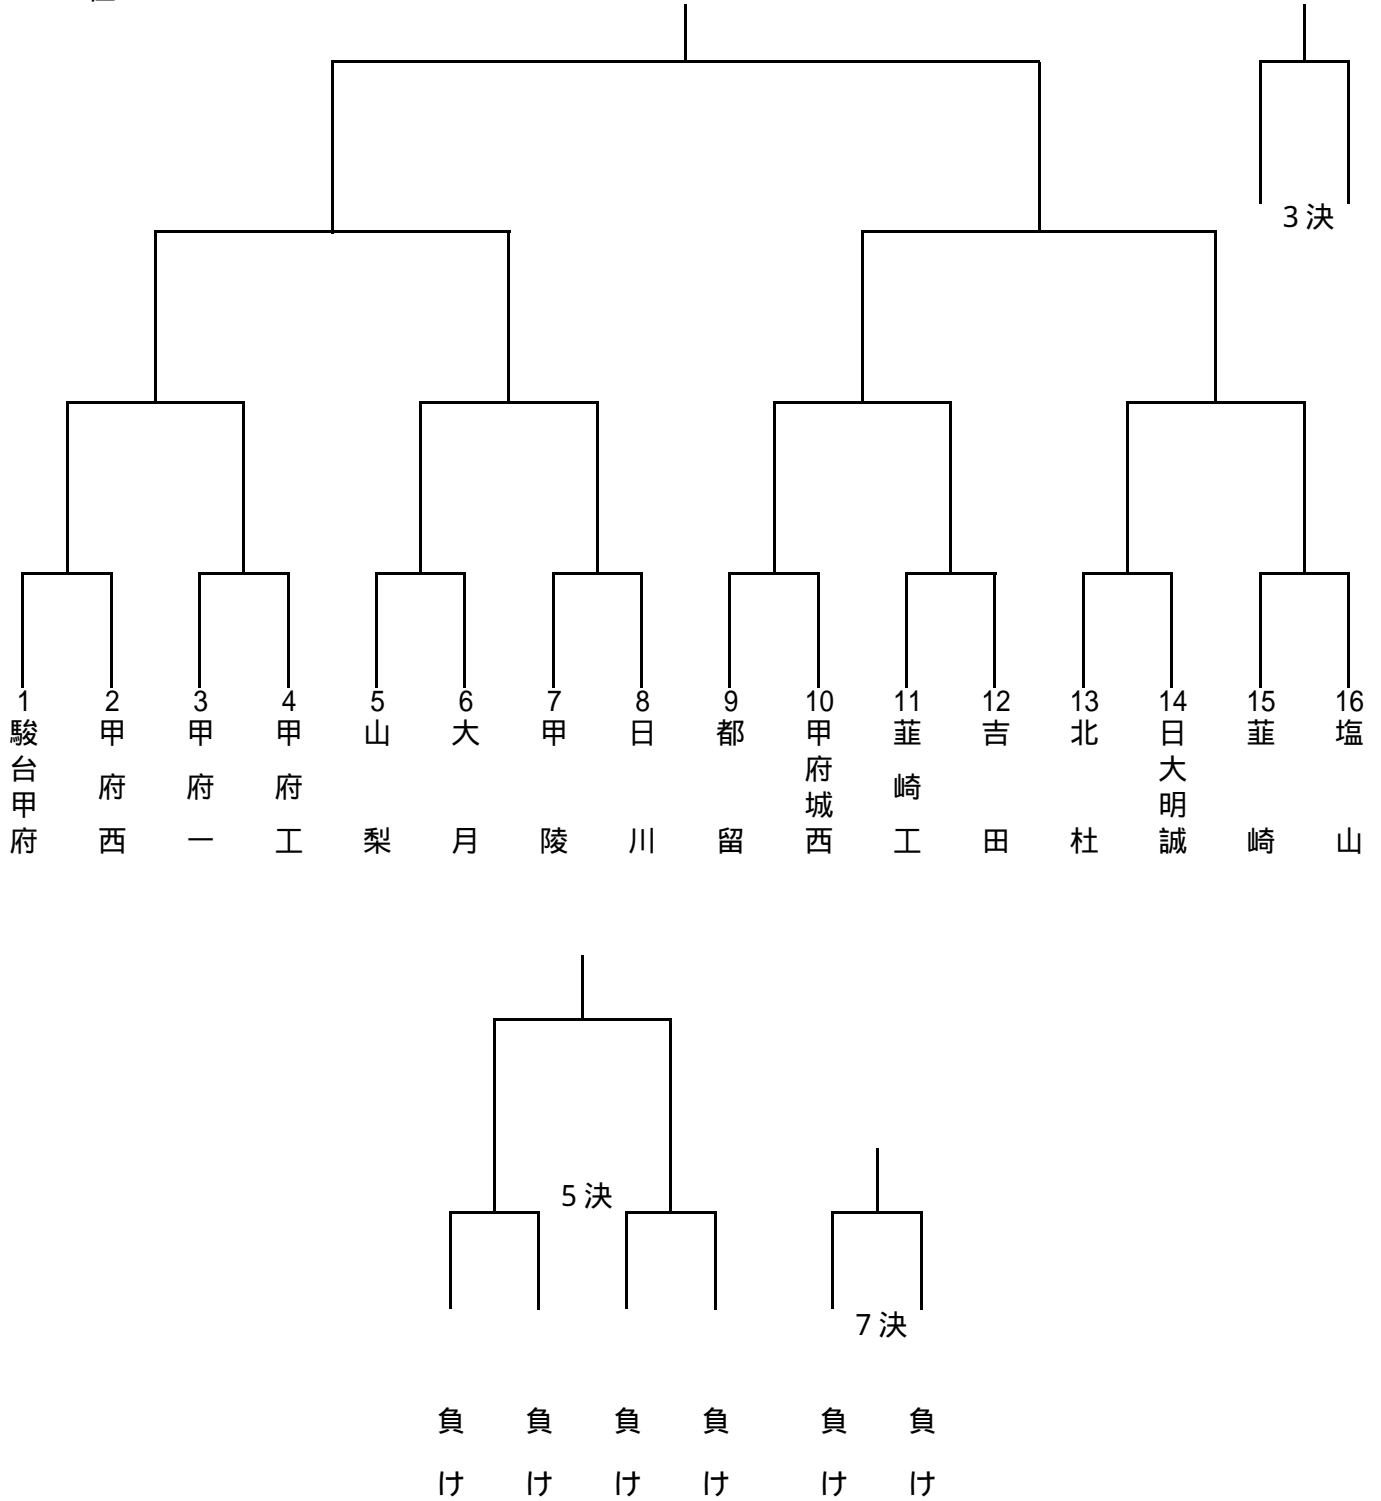 3決
1 駿台甲府
2 甲府西
3 甲府一
4 甲府工
5 山梨
6 大月
7 甲陵
8 日川
9 都留
10 甲府城西
11 韮崎工
12 吉田
13 北杜
14 日大明誠
15 韮崎
16 塩山
5決
7決
負け
負け
負け
負け
負け
負け